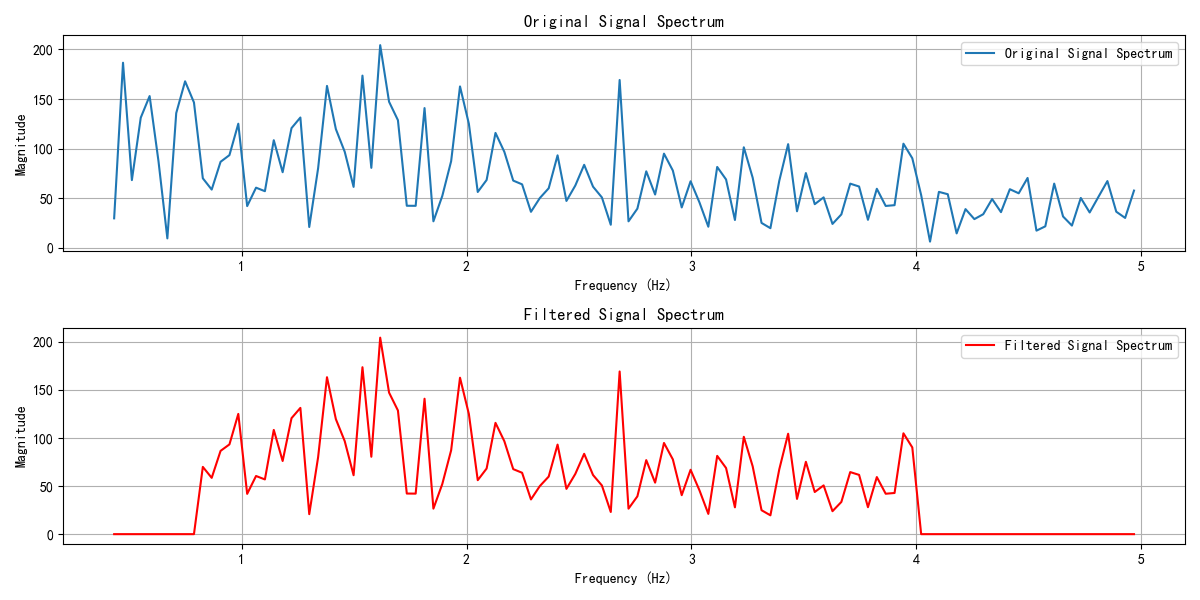 Original Signal Spectrum
200
150
100
50
0
Magnitude
Original Signal Spectrum
1
2
3
4
5
Frequency (Hz)
Filtered Signal Spectrum
200
150
100
50
0
Magnitude
Filtered Signal Spectrum
1
2
3
4
5
Frequency (Hz)